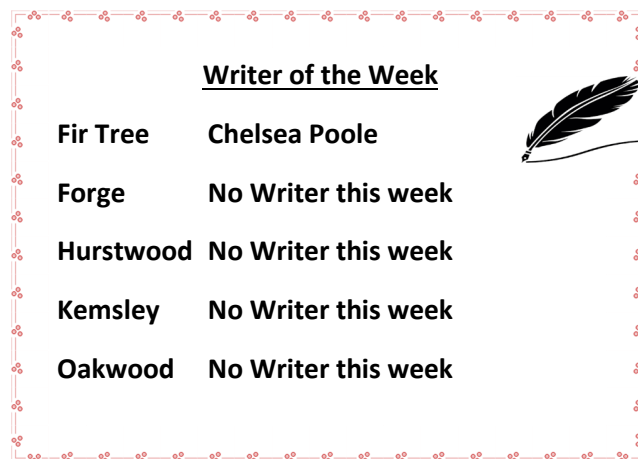 Writer of the Week
Fir Tree Chelsea Poole
Forge No Writer this week
Hurstwood No Writer this week
Kemsley No Writer this week
Oakwood No Writer this week